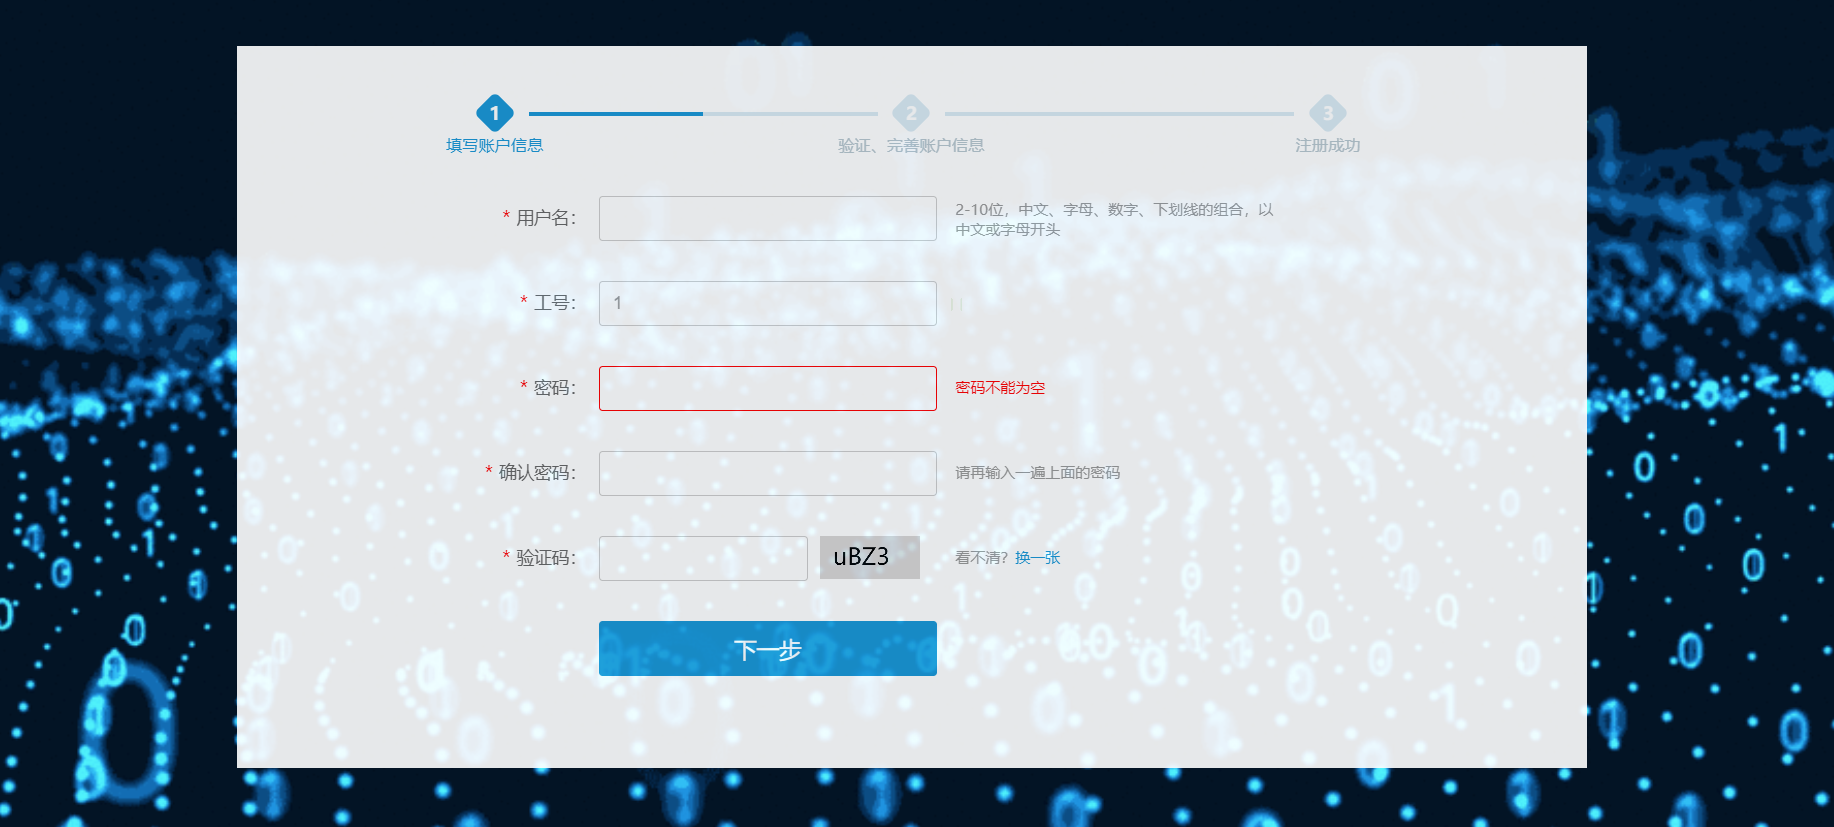 1
2
3
填写账户信息
验证、完善账户信息
注册成功
* 用户名：
2-10位，中文、字母、数字、下划线的组合，以
中文或字母开头
* 工号：
1
* 密码：
密码不能为空
* 确认密码：
请再输入一遍上面的密码
* 验证码：
uBZ3
看不清？换一张
下一步